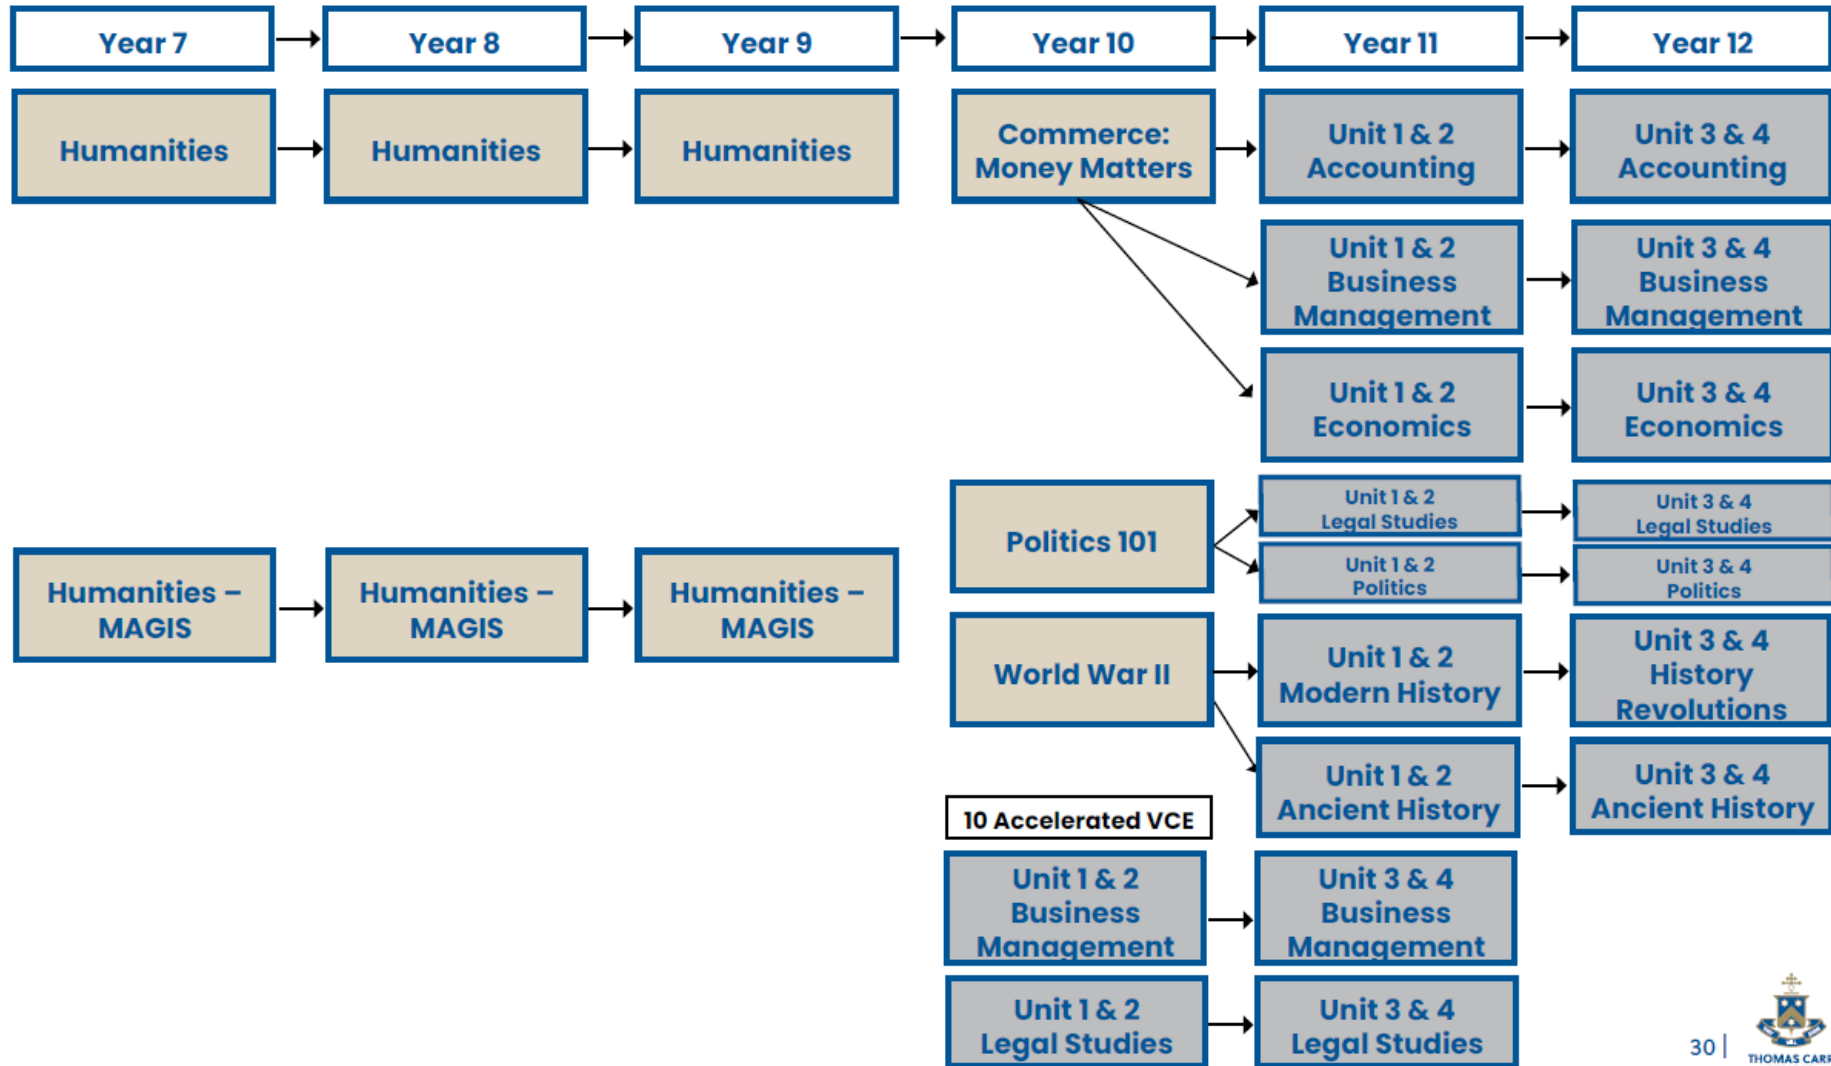 Year 7
Year 8
Year 9
Year 10
Year 11
Year 12
Humanities
Humanities
Humanities
Commerce:
Money Matters
Unit 1 & 2
Accounting
Unit 3 & 4
Accounting
Unit 1 & 2
Business
Management
Unit 3 & 4
Business
Management
Unit 1 & 2
Economics
Unit 3 & 4
Economics
Politics 101
Unit 1 & 2
Legal Studies
Unit 3 & 4
Legal Studies
Unit 1 & 2
Politics
Unit 3 & 4
Politics
Humanities –
MAGIS
Humanities –
MAGIS
Humanities –
MAGIS
World War II
Unit 1 & 2
Modern History
Unit 3 & 4
History
Revolutions
Unit 1 & 2
Ancient History
Unit 3 & 4
Ancient History
10 Accelerated VCE
Unit 1 & 2
Business
Management
Unit 3 & 4
Business
Management
Unit 1 & 2
Legal Studies
Unit 3 & 4
Legal Studies
30 |
THOMAS CARR